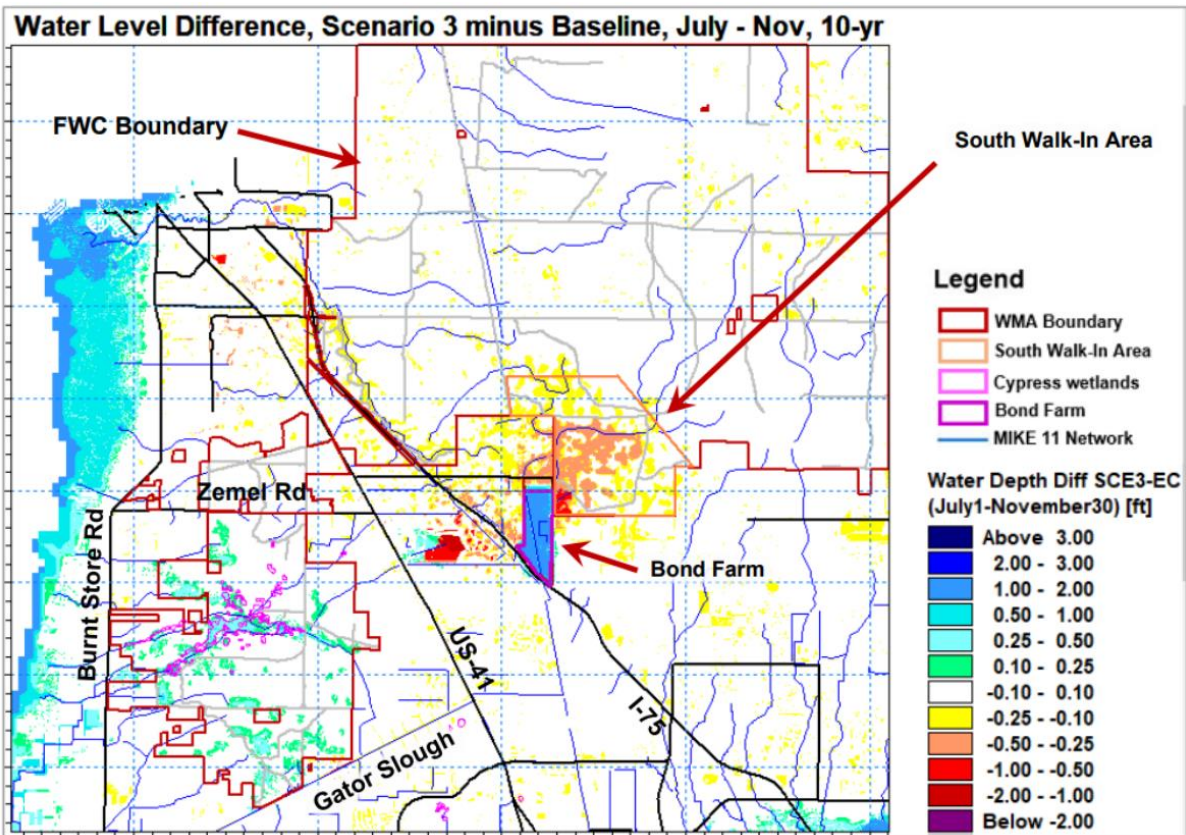 Water Level Difference, Scenario 3 minus Baseline, July - Nov, 10-yr
FWC Boundary
South Walk-In Area
Zemel Rd
Burnt Store Rd
Bond Farm
US-41
I-75
Gator Slough
Legend
WMA Boundary
South Walk-In Area
Cypress wetlands
Bond Farm
MIKE 11 Network
Water Depth Diff SCE3-EC
(July1-November30) [ft]
Above 3.00
2.00 - 3.00
1.00 - 2.00
0.50 - 1.00
0.25 - 0.50
0.10 - 0.25
-0.10 - 0.10
-0.25 - -0.10
-0.50 - -0.25
-1.00 - -0.50
-2.00 - -1.00
Below -2.00